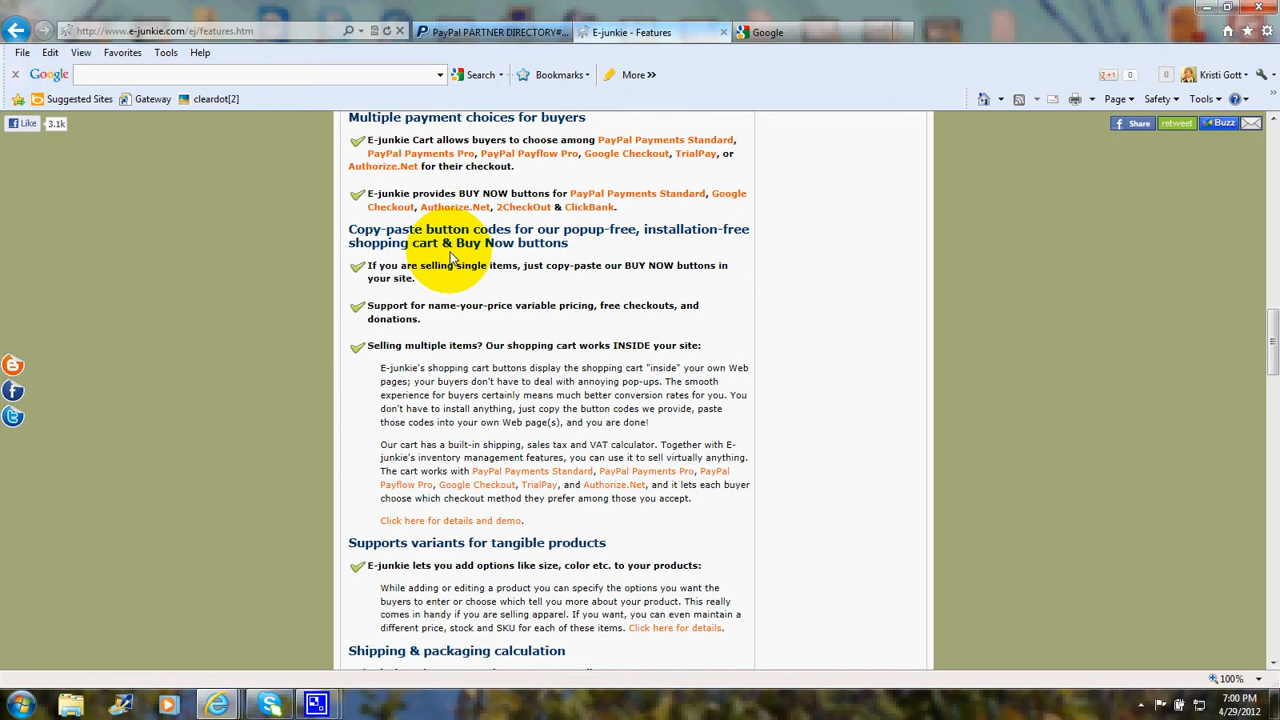 http://www.e-junkie.com/ej/features.htm
PayPal PARTNER DIRECTORY#...
E-junkie - Features
Google
File Edit View Favorites Tools Help
Google Search Bookmarks More »
+1 0 0 Kristi Gott
Suggested Sites Gateway cleardot[2]
Page Safety Tools
Like 3.1k
Share retweet Buzz
Multiple payment choices for buyers
E-junkie Cart allows buyers to choose among PayPal Payments Standard,
PayPal Payments Pro, PayPal Payflow Pro, Google Checkout, TrialPay, or
Authorize.Net for their checkout.
E-junkie provides BUY NOW buttons for PayPal Payments Standard, Google
Checkout, Authorize.Net, 2CheckOut & ClickBank.
Copy-paste button codes for our popup-free, installation-free
shopping cart & Buy Now buttons
If you are selling single items, just copy-paste our BUY NOW buttons in
your site.
Support for name-your-price variable pricing, free checkouts, and
donations.
Selling multiple items? Our shopping cart works INSIDE your site:
E-junkie's shopping cart buttons display the shopping cart "inside" your own Web
pages; your buyers don't have to deal with annoying pop-ups. The smooth
experience for buyers certainly means much better conversion rates for you. You
don't have to install anything, just copy the button codes we provide, paste
those codes into your own Web page(s), and you are done!
Our cart has a built-in shipping, sales tax and VAT calculator. Together with E-
junkie's inventory management features, you can use it to sell virtually anything.
The cart works with PayPal Payments Standard, PayPal Payments Pro, PayPal
Payflow Pro, Google Checkout, TrialPay, and Authorize.Net, and it lets each buyer
choose which checkout method they prefer among those you accept.
Click here for details and demo.
Supports variants for tangible products
E-junkie lets you add options like size, color etc. to your products:
While adding or editing a product you can specify the options you want the
buyers to enter or choose which tell you more about your product. This really
comes in handy if you are selling apparel. If you want, you can even maintain a
different price, stock and SKU for each of these items. Click here for details.
Shipping & packaging calculation
100%
7:00 PM
4/29/2012